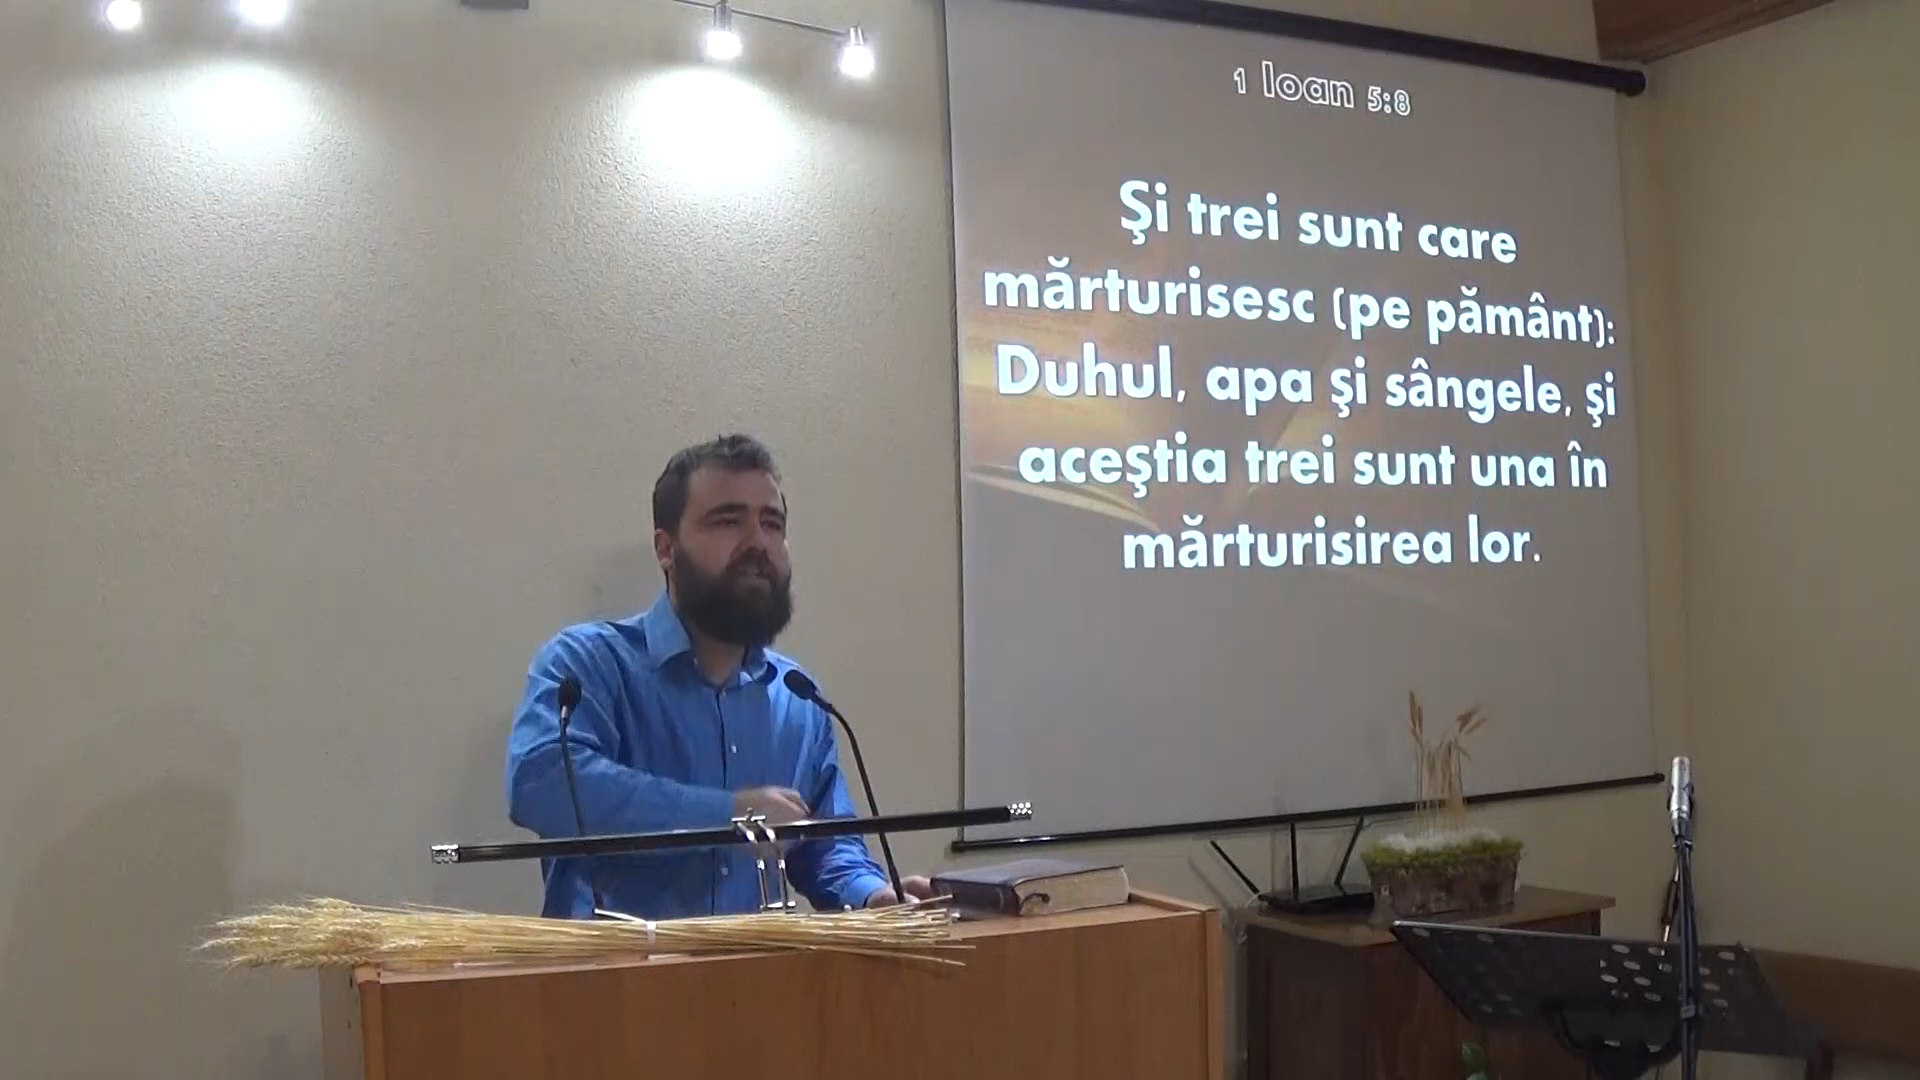 1 Ioan 5:8
Şi trei sunt care
mărturisesc (pe pământ):
Duhul, apa şi sângele, şi
aceştia trei sunt una în
mărturisirea lor.